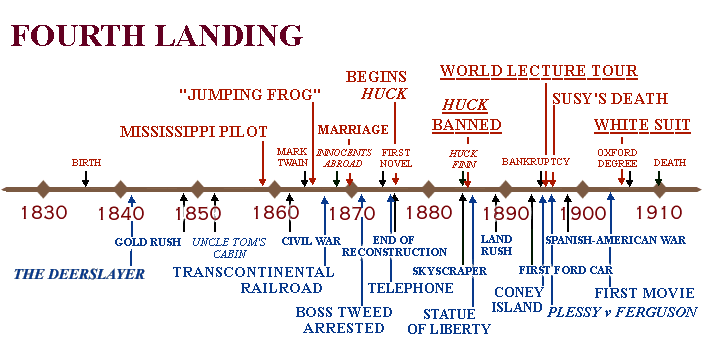 FOURTH LANDING
BEGINS
HUCK
WORLD LECTURE TOUR
"JUMPING FROG"
SUSY'S DEATH
HUCK
BANNED
MISSISSIPPI PILOT
MARRIAGE
WHITE SUIT
BIRTH
MARK
TWAIN
INNOCENTS
ABROAD
FIRST
NOVEL
HUCK
FINN
BANKRUPTCY
OXFORD
DEGREE
DEATH
1830 1840 1850 1860 1870 1880 1890 1900 1910
GOLD RUSH
UNCLE TOM'S
CABIN
CIVIL WAR
END OF
RECONSTRUCTION
LAND
RUSH
SPANISH-AMERICAN WAR
THE DEERSLAYER
TRANSCONTINENTAL
RAILROAD
SKYSCRAPER
FIRST FORD CAR
TELEPHONE
CONEY
ISLAND
FIRST MOVIE
BOSS TWEED
ARRESTED
STATUE
OF LIBERTY
PLESSY v FERGUSON